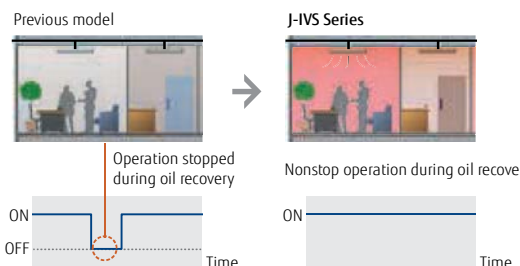 Previous model
J-IVS Series
Operation stopped
during oil recovery
Nonstop operation during oil recove
ON
OFF
Time
ON
Time